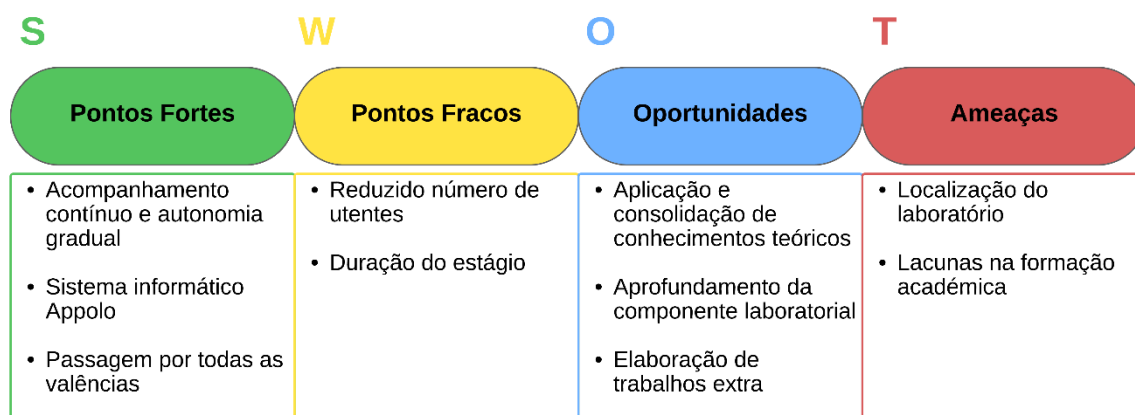 S
W
O
T
Pontos Fortes
Pontos Fracos
Oportunidades
Ameaças
• Acompanhamento
contínuo e autonomia
gradual
• Sistema informático
Appolo
• Passagem por todas as
valências
• Reduzido número de
utentes
• Duração do estágio
• Aplicação e
consolidação de
conhecimentos teóricos
• Aprofundamento da
componente laboratorial
• Elaboração de
trabalhos extra
• Localização do
laboratório
• Lacunas na formação
académica